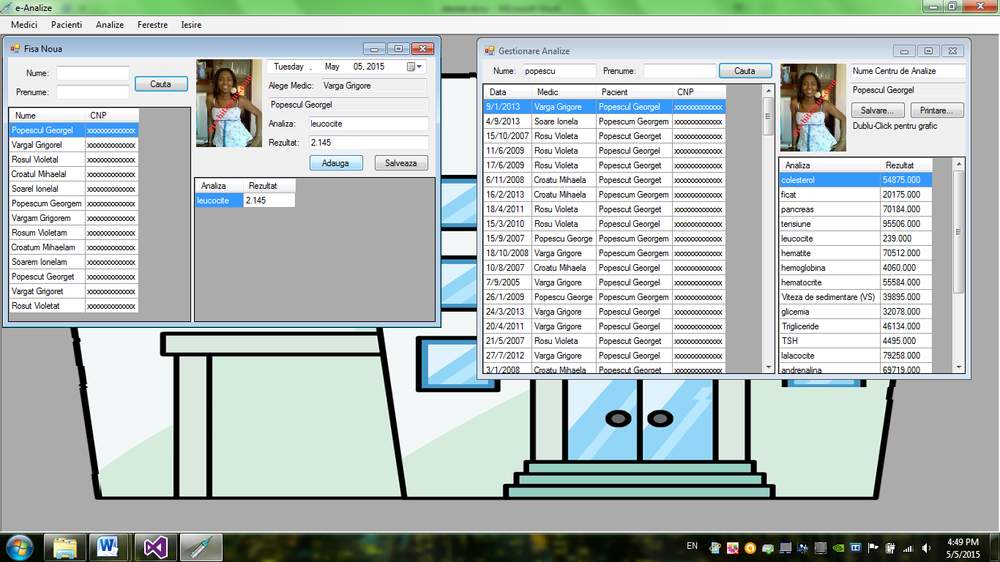 e-Analize
Medici Pacienti Analize Ferestre Iesire
Fisa Noua
Nume:
Prenume:
Cauta
Nume CNP
Popescul Georgel xxxxxxxxxxxxx
Vargal Grigorel xxxxxxxxxxxxx
Rosul Violetal xxxxxxxxxxxxx
Croatul Mihaelal xxxxxxxxxxxxx
Soarel Ionelal xxxxxxxxxxxxx
Popescum Georgem xxxxxxxxxxxxx
Vargam Grigorem xxxxxxxxxxxxx
Rosum Violetam xxxxxxxxxxxxx
Croatum Mihaelam xxxxxxxxxxxxx
Soarem Ionelam xxxxxxxxxxxxx
Popescut Georget xxxxxxxxxxxxx
Vargat Grigoret xxxxxxxxxxxxx
Rosut Violetat xxxxxxxxxxxxx
Tuesday , May 05, 2015
Alege Medic: Varga Grigore
Popescul Georgel
Analiza: leucocite
Rezultat: 2.145
Adauga Salveaza
Analiza Rezultat
leucocite 2.145
Gestionare Analize
Nume: popescu Prenume: Cauta
Data Medic Pacient CNP
9/1/2013 Varga Grigore Popescul Georgel xxxxxxxxxxxxx
4/9/2013 Soare Ionela Popescum Georgem xxxxxxxxxxxxx
15/10/2007 Rosu Violeta Popescut Georget xxxxxxxxxxxxx
11/6/2009 Rosu Violeta Popescut Georget xxxxxxxxxxxxx
17/6/2009 Rosu Violeta Popescut Georget xxxxxxxxxxxxx
6/11/2008 Croatu Mihaela Popescut Georget xxxxxxxxxxxxx
16/2/2013 Croatu Mihaela Popescum Georgem xxxxxxxxxxxxx
18/4/2011 Rosu Violeta Popescut Georget xxxxxxxxxxxxx
15/3/2010 Rosu Violeta Popescul Georgel xxxxxxxxxxxxx
15/9/2007 Popescu George Popescum Georgem xxxxxxxxxxxxx
18/10/2008 Varga Grigore Popescum Georgem xxxxxxxxxxxxx
10/8/2007 Croatu Mihaela Popescul Georgel xxxxxxxxxxxxx
7/9/2005 Varga Grigore Popescul Georgel xxxxxxxxxxxxx
26/1/2009 Popescu George Popescum Georgem xxxxxxxxxxxxx
24/3/2013 Varga Grigore Popescul Georgel xxxxxxxxxxxxx
20/4/2011 Varga Grigore Popescul Georgel xxxxxxxxxxxxx
21/5/2007 Rosu Violeta Popescut Georget xxxxxxxxxxxxx
27/7/2012 Varga Grigore Popescul Georgel xxxxxxxxxxxxx
3/1/2008 Croatu Mihaela Popescut Georget xxxxxxxxxxxxx
Nume Centru de Analize
Popescul Georgel
Salvare... Printare...
Dublu-Click pentru grafic
Analiza Rezultat
colesterol 54875.000
ficat 20175.000
pancreas 70184.000
tensiune 95506.000
leucocite 239.000
hematite 70512.000
hemoglobina 4060.000
hematocrite 55584.000
Viteza de sedimentare (VS) 39895.000
glicemia 32078.000
Trigliceride 46134.000
TSH 4495.000
lalacocite 79258.000
andrenalina 69719.000
EN
4:49 PM
5/5/2015